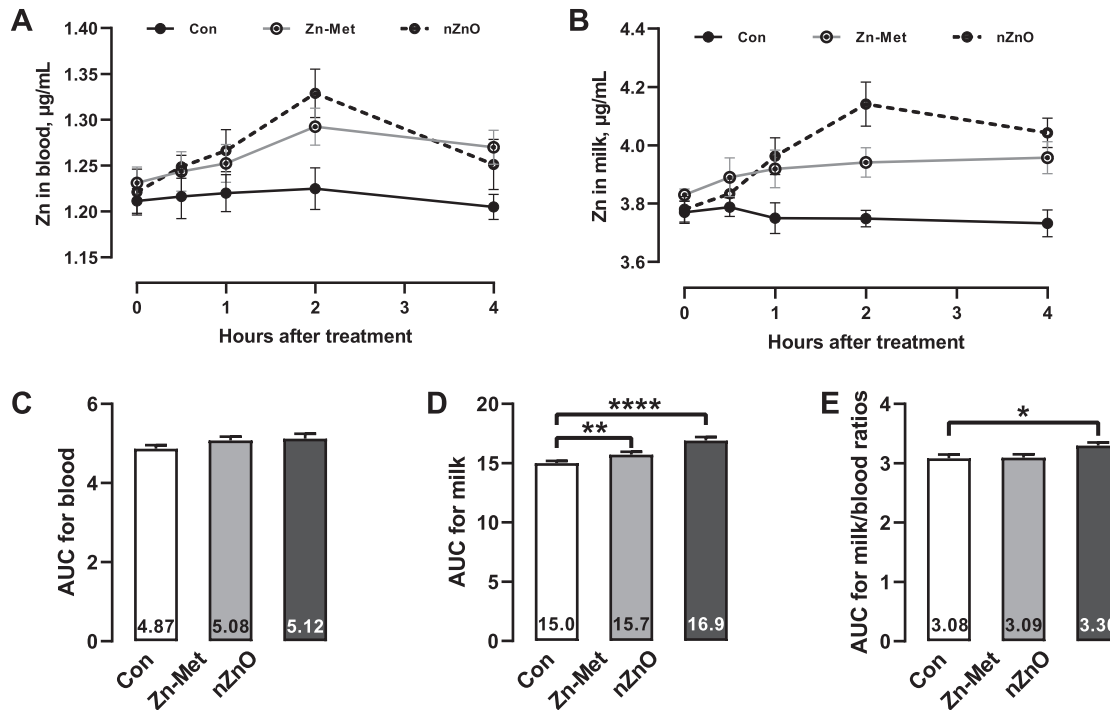 A
Con Zn-Met nZnO
Zn in blood, µg/mL
1.40
1.35
1.30
1.25
1.20
1.15
0 1 2 3 4
Hours after treatment
B
Con Zn-Met nZnO
Zn in milk, µg/mL
4.4
4.2
4.0
3.8
3.6
0 1 2 3 4
Hours after treatment
C
AUC for blood
6
4
2
0
4.87 5.08 5.12
Con Zn-Met nZnO
D
AUC for milk
20
15
10
5
0
****
**
15.0 15.7 16.9
Con Zn-Met nZnO
E
AUC for milk/blood ratios
4
3
2
1
0
*
3.08 3.09 3.30
Con Zn-Met nZnO